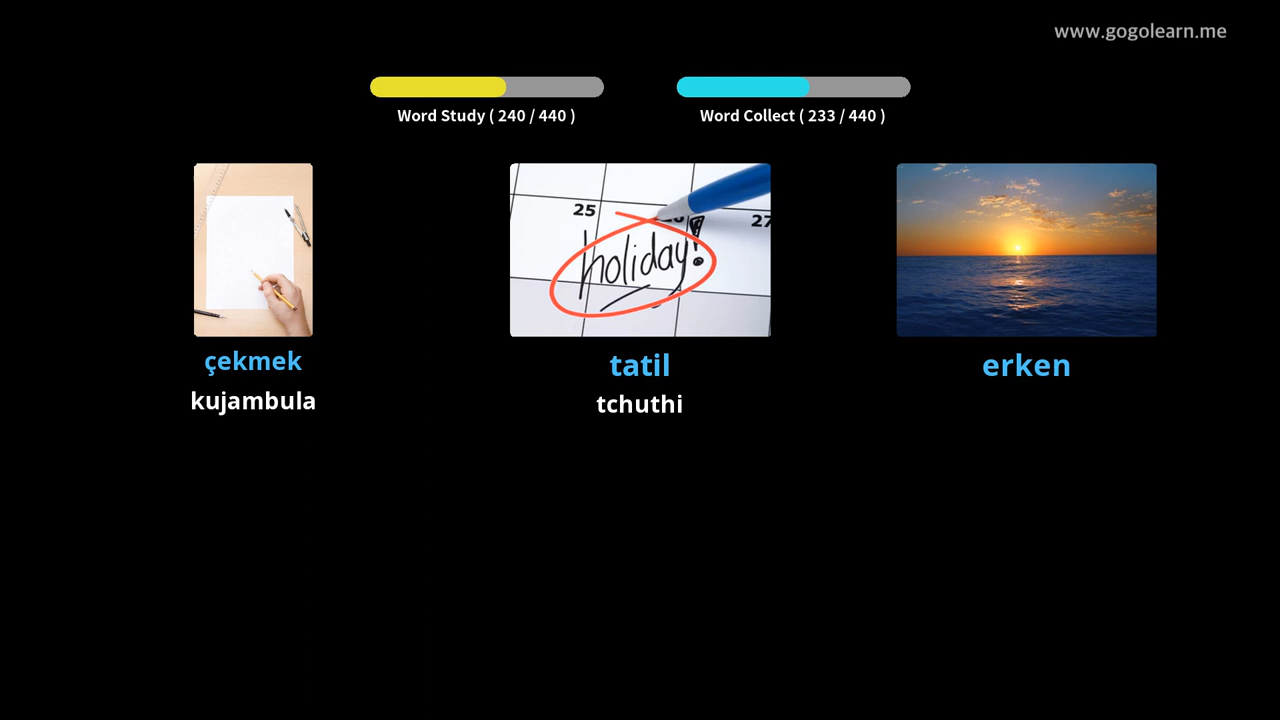 www.gogolearn.me
Word Study ( 240 / 440 )
Word Collect ( 233 / 440 )
25
27
holiday!
çekmek
tatil
erken
kujambula
tchuthi